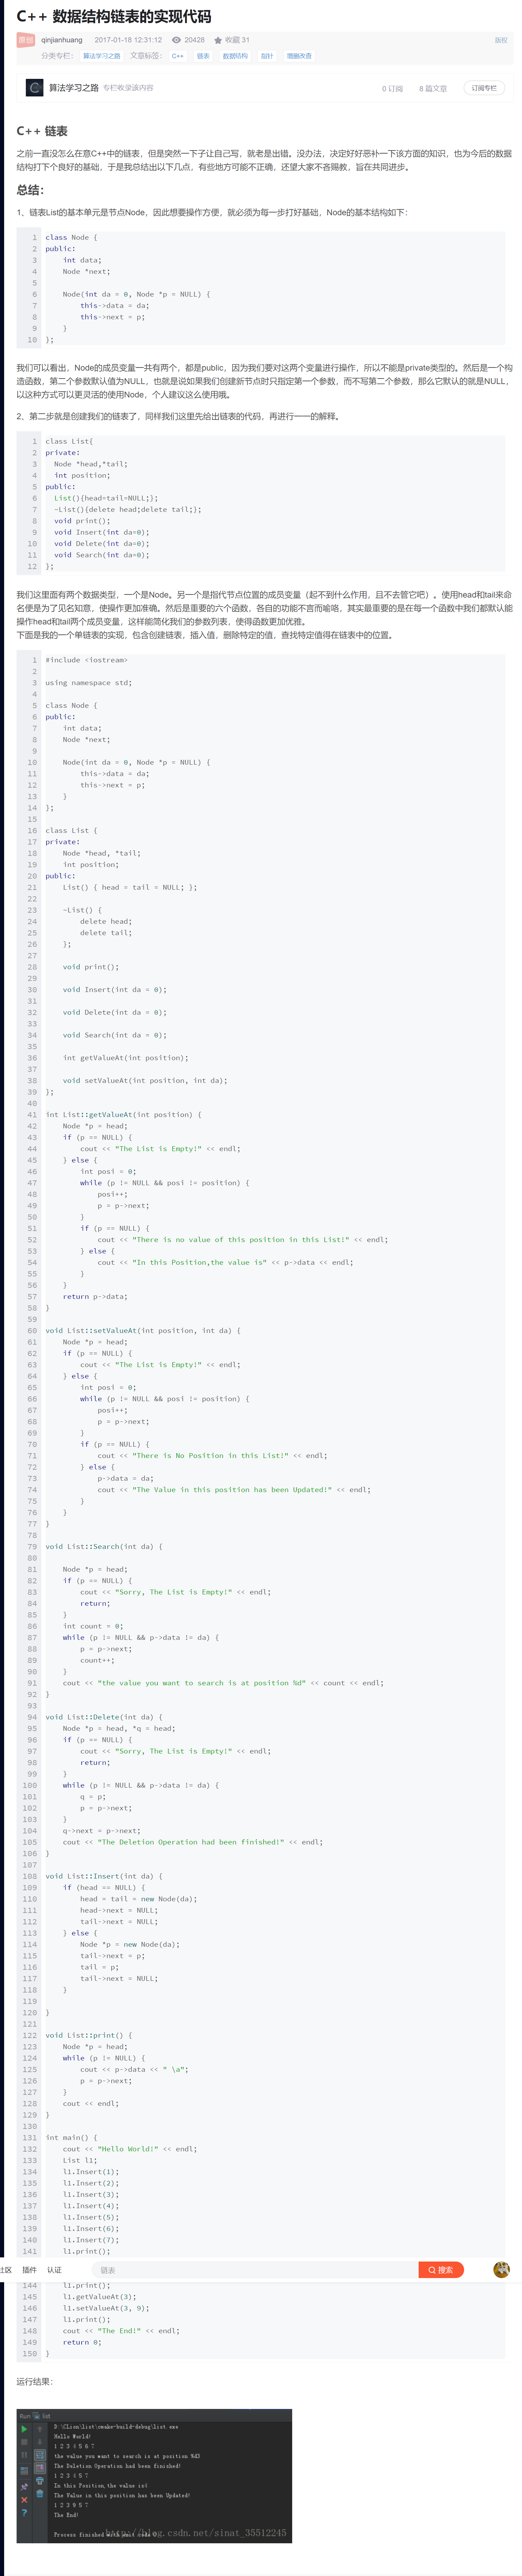 C++ 数据结构链表的实现代码
原创 qinjianhuang 2017-01-18 12:31:12 20428 收藏 31 版权
分类专栏： 算法学习之路 文章标签： C++ 链表 数据结构 指针 增删改查
算法学习之路 专栏收录该内容 0 订阅 8 篇文章 订阅专栏
C++ 链表
之前一直没怎么在意C++中的链表，但是突然一下子让自己写，就老是出错。没办法，决定好好恶补一下该方面的知识，也为今后的数据
结构打下个良好的基础，于是我总结出以下几点，有些地方可能不正确，还望大家不吝赐教，旨在共同进步。
总结：
1、链表List的基本单元是节点Node，因此想要操作方便，就必须为每一步打好基础，Node的基本结构如下：
1 class Node {
2 public:
3     int data;
4     Node *next;
5
6     Node(int da = 0, Node *p = NULL) {
7         this->data = da;
8         this->next = p;
9     }
10 };
我们可以看出，Node的成员变量一共有两个，都是public，因为我们要对这两个变量进行操作，所以不能是private类型的。然后是一个构
造函数，第二个参数默认值为NULL，也就是说如果我们创建新节点时只指定第一个参数，而不写第二个参数，那么它默认的就是NULL，
以这种方式可以更灵活的使用Node，个人建议这么使用哦。
2、第二步就是创建我们的链表了，同样我们这里先给出链表的代码，再进行一一的解释。
1 class List{
2 private:
3   Node *head,*tail;
4   int position;
5 public:
6   List(){head=tail=NULL;};
7   ~List(){delete head;delete tail;};
8   void print();
9   void Insert(int da=0);
10   void Delete(int da=0);
11   void Search(int da=0);
12 };
我们这里面有两个数据类型，一个是Node。另一个是指代节点位置的成员变量（起不到什么作用，且不去管它吧）。使用head和tail来命
名便是为了见名知意，使操作更加准确。然后是重要的六个函数，各自的功能不言而喻咯，其实最重要的是在每一个函数中我们都默认能
操作head和tail两个成员变量，这样能简化我们的参数列表，使得函数更加优雅。
下面是我的一个单链表的实现，包含创建链表，插入值，删除特定的值，查找特定值得在链表中的位置。
1 #include <iostream>
2
3 using namespace std;
4
5 class Node {
6 public:
7     int data;
8     Node *next;
9
10     Node(int da = 0, Node *p = NULL) {
11         this->data = da;
12         this->next = p;
13     }
14 };
15
16 class List {
17 private:
18     Node *head, *tail;
19     int position;
20 public:
21     List() { head = tail = NULL; };
22
23     ~List() {
24         delete head;
25         delete tail;
26     };
27
28     void print();
29
30     void Insert(int da = 0);
31
32     void Delete(int da = 0);
33
34     void Search(int da = 0);
35
36     int getValueAt(int position);
37
38     void setValueAt(int position, int da);
39 };
40
41 int List::getValueAt(int position) {
42     Node *p = head;
43     if (p == NULL) {
44         cout << "The List is Empty!" << endl;
45     } else {
46         int posi = 0;
47         while (p != NULL && posi != position) {
48             posi++;
49             p = p->next;
50         }
51         if (p == NULL) {
52             cout << "There is no value of this position in this List!" << endl;
53         } else {
54             cout << "In this Position,the value is" << p->data << endl;
55         }
56     }
57     return p->data;
58 }
59
60 void List::setValueAt(int position, int da) {
61     Node *p = head;
62     if (p == NULL) {
63         cout << "The List is Empty!" << endl;
64     } else {
65         int posi = 0;
66         while (p != NULL && posi != position) {
67             posi++;
68             p = p->next;
69         }
70         if (p == NULL) {
71             cout << "There is No Position in this List!" << endl;
72         } else {
73             p->data = da;
74             cout << "The Value in this position has been Updated!" << endl;
75         }
76     }
77 }
78
79 void List::Search(int da) {
80
81     Node *p = head;
82     if (p == NULL) {
83         cout << "Sorry, The List is Empty!" << endl;
84         return;
85     }
86     int count = 0;
87     while (p != NULL && p->data != da) {
88         p = p->next;
89         count++;
90     }
91     cout << "the value you want to search is at position %d" << count << endl;
92 }
93
94 void List::Delete(int da) {
95     Node *p = head, *q = head;
96     if (p == NULL) {
97         cout << "Sorry, The List is Empty!" << endl;
98         return;
99     }
100     while (p != NULL && p->data != da) {
101         q = p;
102         p = p->next;
103     }
104     q->next = p->next;
105     cout << "The Deletion Operation had been finished!" << endl;
106 }
107
108 void List::Insert(int da) {
109     if (head == NULL) {
110         head = tail = new Node(da);
111         head->next = NULL;
112         tail->next = NULL;
113     } else {
114         Node *p = new Node(da);
115         tail->next = p;
116         tail = p;
117         tail->next = NULL;
118     }
119
120 }
121
122 void List::print() {
123     Node *p = head;
124     while (p != NULL) {
125         cout << p->data << " \a";
126         p = p->next;
127     }
128     cout << endl;
129 }
130
131 int main() {
132     cout << "Hello World!" << endl;
133     List l1;
134     l1.Insert(1);
135     l1.Insert(2);
136     l1.Insert(3);
137     l1.Insert(4);
138     l1.Insert(5);
139     l1.Insert(6);
140     l1.Insert(7);
141     l1.print();
社区 插件 认证 链表 搜索
144     l1.print();
145     l1.getValueAt(3);
146     l1.setValueAt(3, 9);
147     l1.print();
148     cout << "The End!" << endl;
149     return 0;
150 }
运行结果：
Run list
D:\CLion\list\cmake-build-debug\list.exe
Hello World!
1 2 3 4 5 6 7
the value you want to search is at position %d3
The Deletion Operation had been finished!
1 2 3 4 5 7
In this Position,the value is4
The Value in this position has been Updated!
1 2 3 9 5 7
The End!
Process finished with exit code 0
http://blog.csdn.net/sinat_35512245